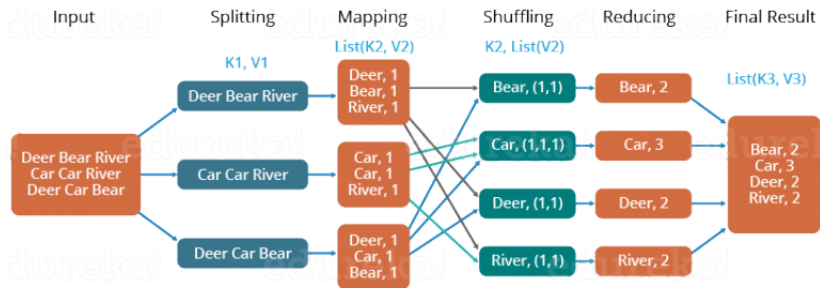 Input
Splitting
Mapping
Shuffling
Reducing
Final Result
K1, V1
List(K2, V2)
K2, List(V2)
List(K3, V3)
Deer Bear River
Car Car River
Deer Car Bear
Deer Bear River
Car Car River
Deer Car Bear
Deer, 1
Bear, 1
River, 1
Car, 1
Car, 1
River, 1
Deer, 1
Car, 1
Bear, 1
Bear, (1,1)
Car, (1,1,1)
Deer, (1,1)
River, (1,1)
Bear, 2
Car, 3
Deer, 2
River, 2
Bear, 2
Car, 3
Deer, 2
River, 2
edureka!